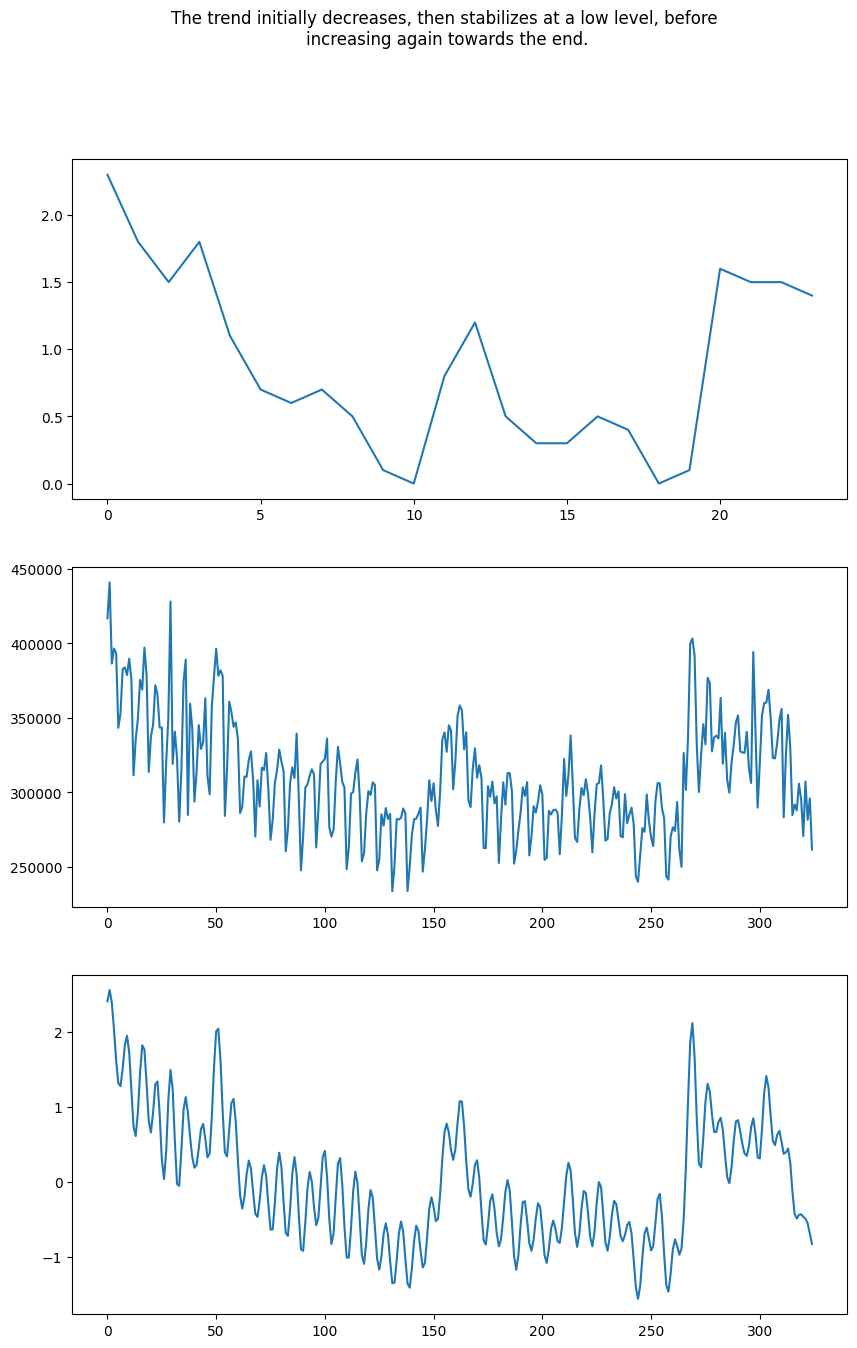 The trend initially decreases, then stabilizes at a low level, before
increasing again towards the end.
2.0
1.5
1.0
0.5
0.0
0 5 10 15 20
450000
400000
350000
300000
250000
0 50 100 150 200 250 300
2
1
0
−1
0 50 100 150 200 250 300